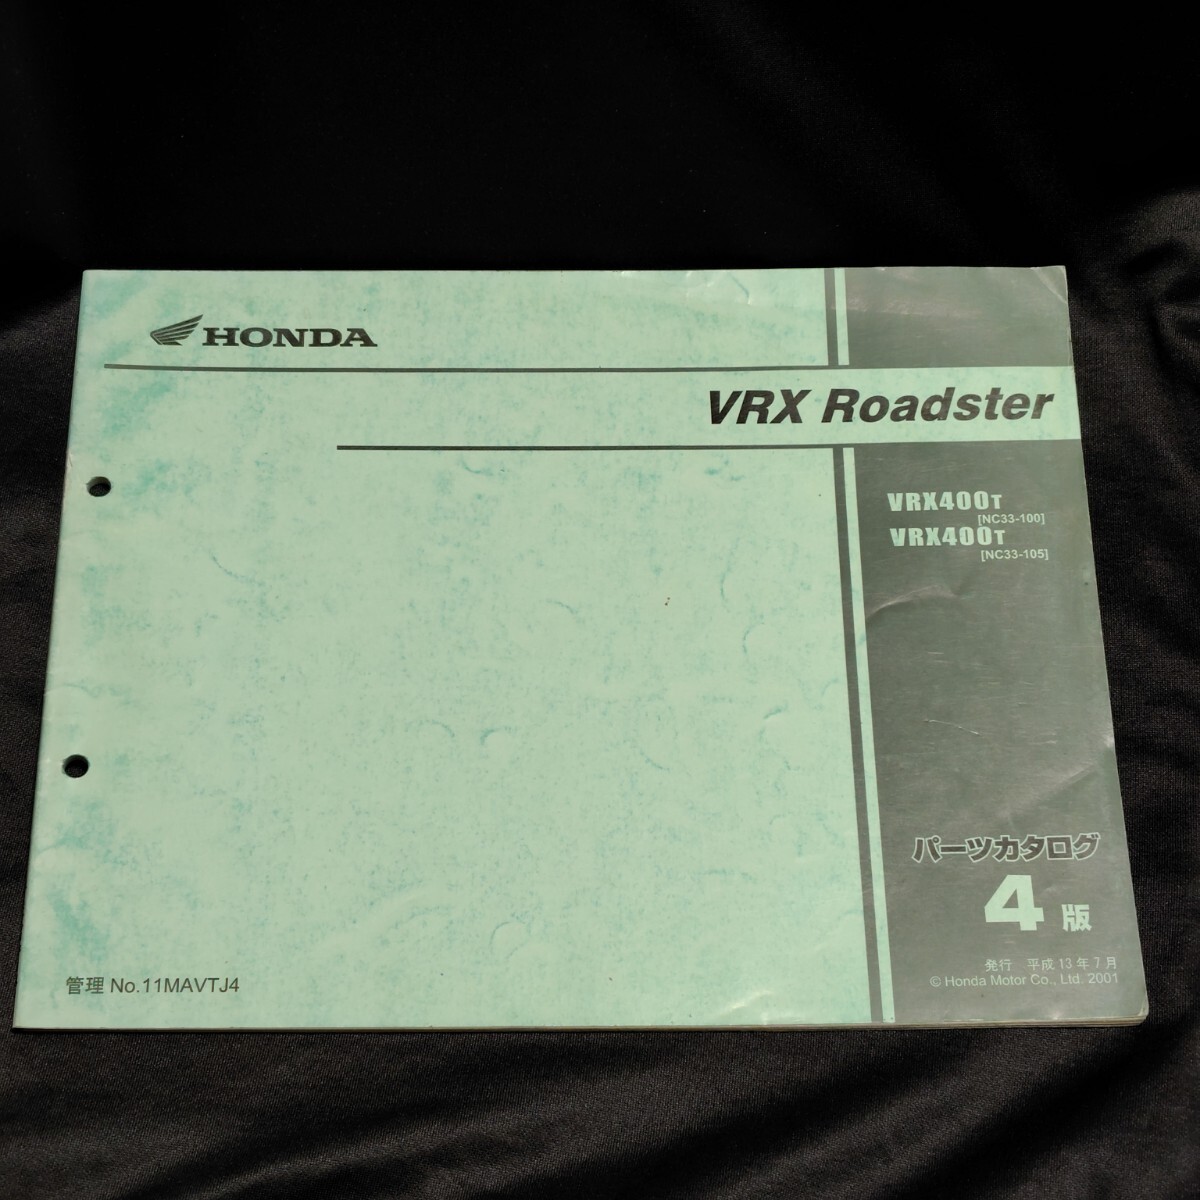 HONDA
VRX Roadster
VRX400T
[NC33-100]
VRX400T
[NC33-105]
パーツカタログ
4版
発行 平成13年7月
© Honda Motor Co., Ltd. 2001
管理 No.11MAVTJ4